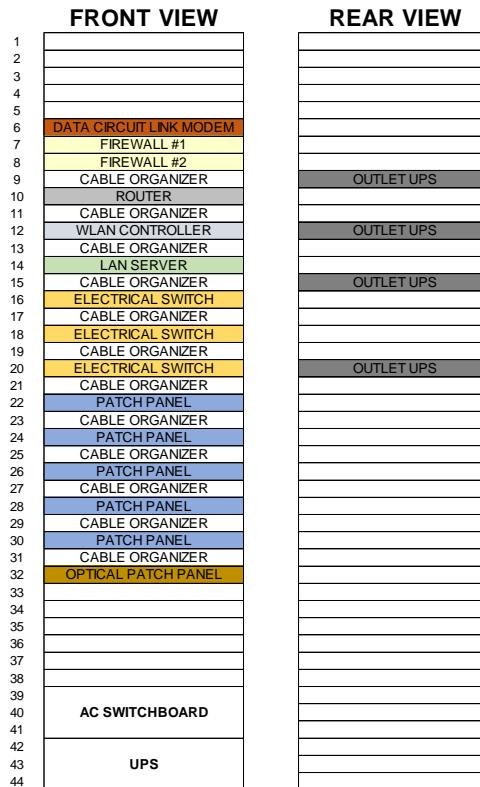 FRONT VIEW REAR VIEW
1
2
3
4
5
6 DATA CIRCUIT LINK MODEM
7 FIREWALL #1
8 FIREWALL #2
9 CABLE ORGANIZER OUTLET UPS
10 ROUTER
11 CABLE ORGANIZER
12 WLAN CONTROLLER OUTLET UPS
13 CABLE ORGANIZER
14 LAN SERVER
15 CABLE ORGANIZER OUTLET UPS
16 ELECTRICAL SWITCH
17 CABLE ORGANIZER
18 ELECTRICAL SWITCH
19 CABLE ORGANIZER
20 ELECTRICAL SWITCH OUTLET UPS
21 CABLE ORGANIZER
22 PATCH PANEL
23 CABLE ORGANIZER
24 PATCH PANEL
25 CABLE ORGANIZER
26 PATCH PANEL
27 CABLE ORGANIZER
28 PATCH PANEL
29 CABLE ORGANIZER
30 PATCH PANEL
31 CABLE ORGANIZER
32 OPTICAL PATCH PANEL
33
34
35
36
37
38
39
40 AC SWITCHBOARD
41
42
43 UPS
44